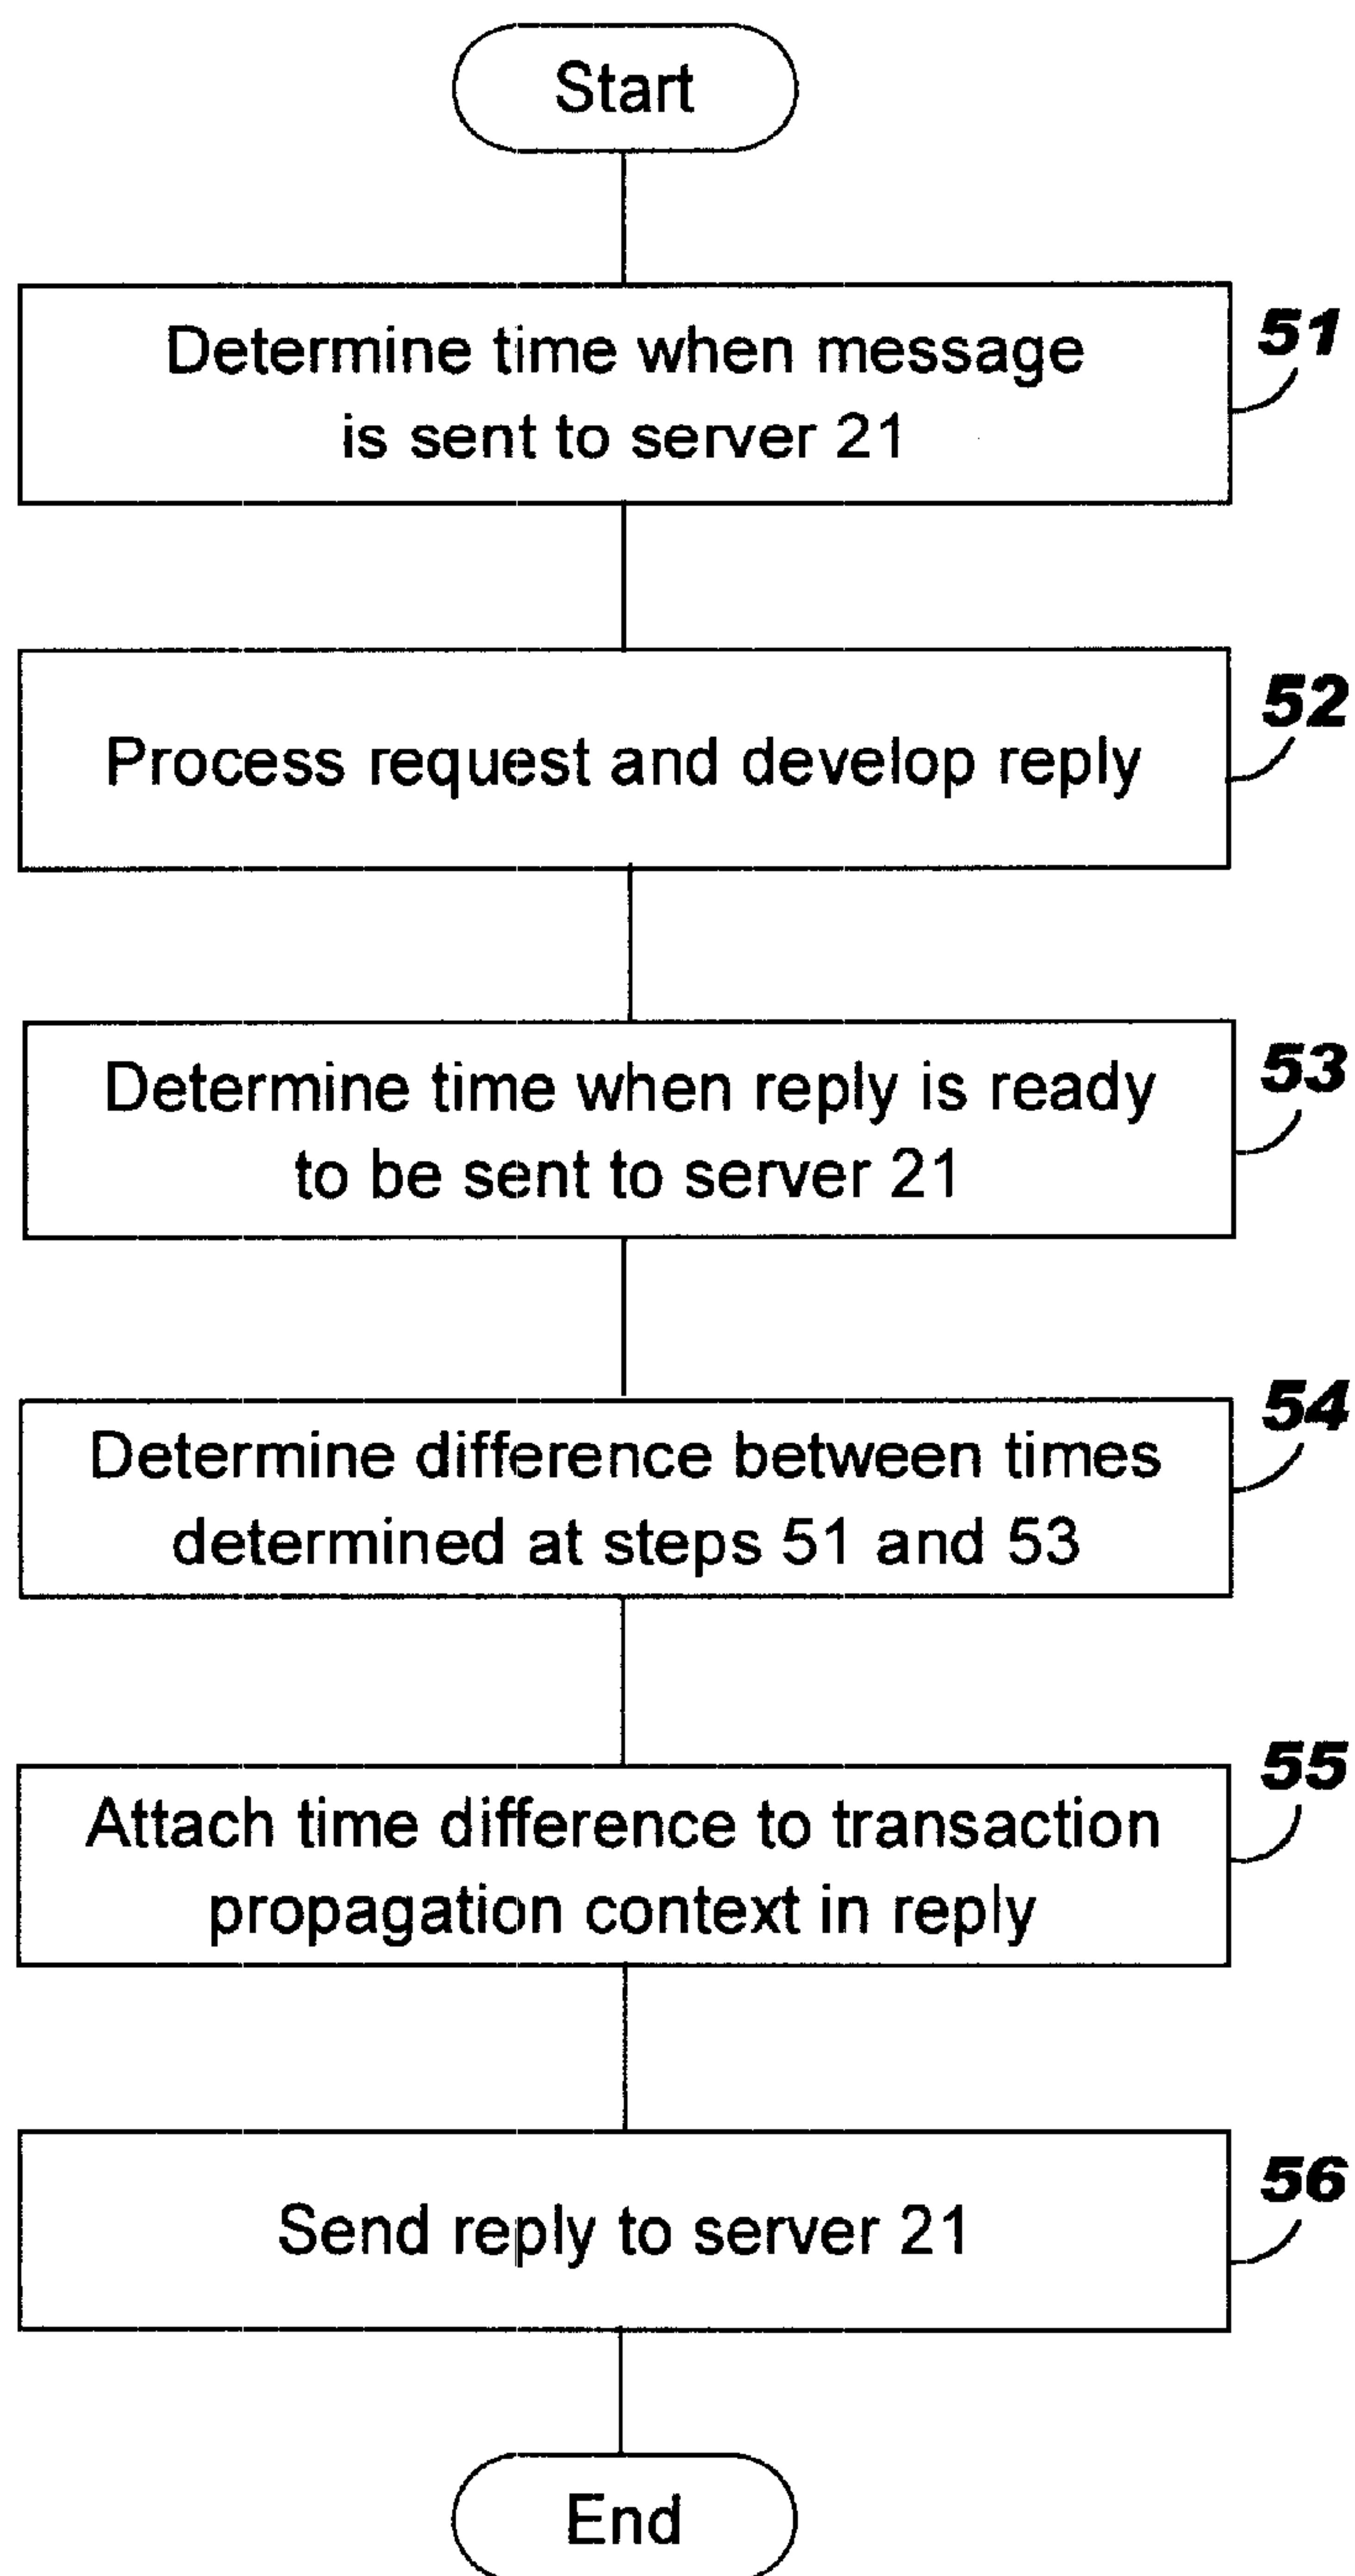 Start
Determine time when message
is sent to server 21
51
Process request and develop reply
52
Determine time when reply is ready
to be sent to server 21
53
Determine difference between times
determined at steps 51 and 53
54
Attach time difference to transaction
propagation context in reply
55
Send reply to server 21
56
End